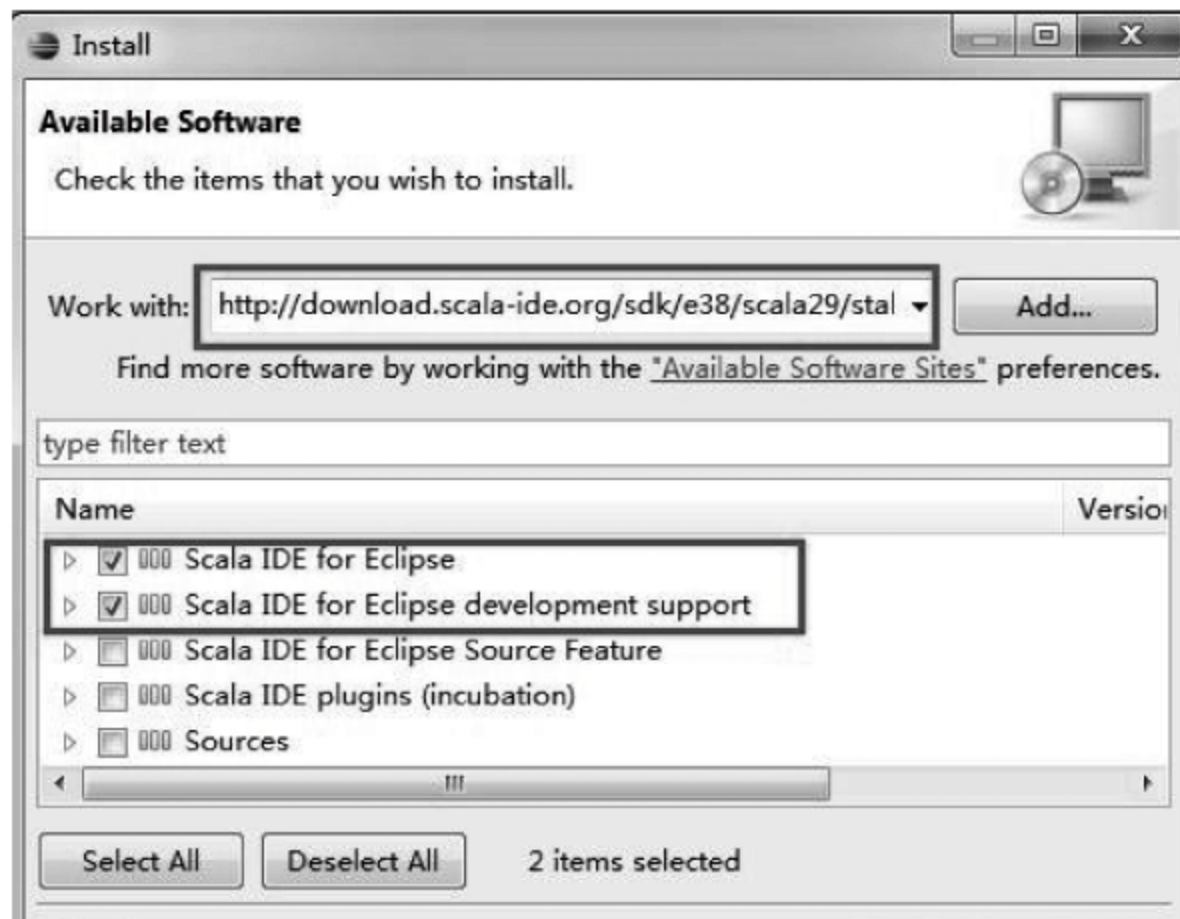 Install
Available Software
Check the items that you wish to install.
Work with: http://download.scala-ide.org/sdk/e38/scala29/stal Add...
Find more software by working with the "Available Software Sites" preferences.
type filter text
Name Version
Scala IDE for Eclipse
Scala IDE for Eclipse development support
Scala IDE for Eclipse Source Feature
Scala IDE plugins (incubation)
Sources
Select All Deselect All 2 items selected